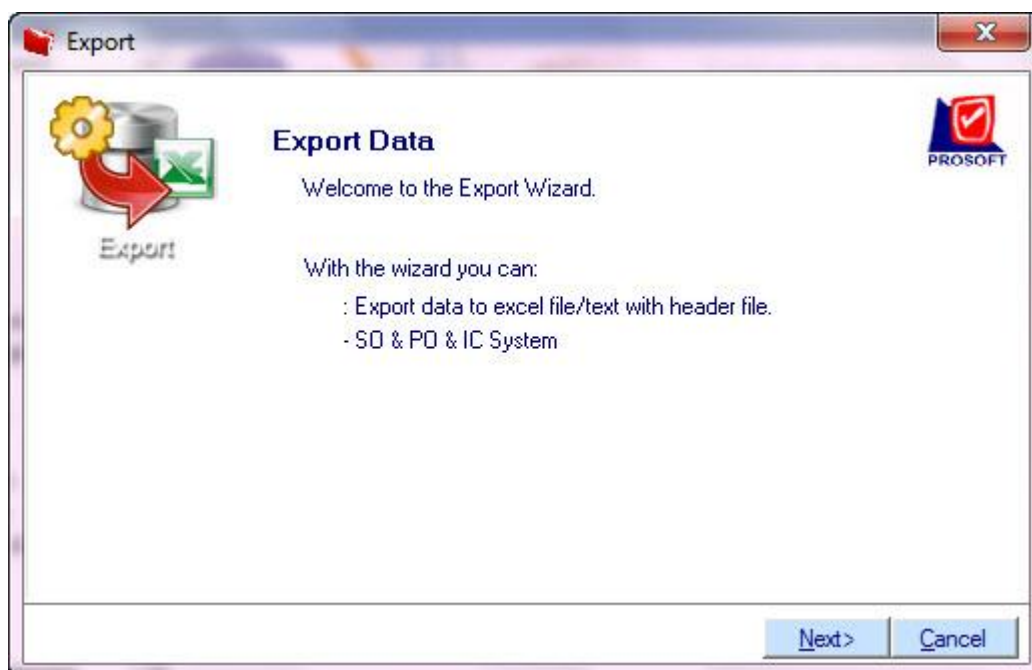 Export
Export Data
PROSOFT
Welcome to the Export Wizard.
Export
With the wizard you can:
: Export data to excel file/text with header file.
- SO & PO & IC System
Next>
Cancel